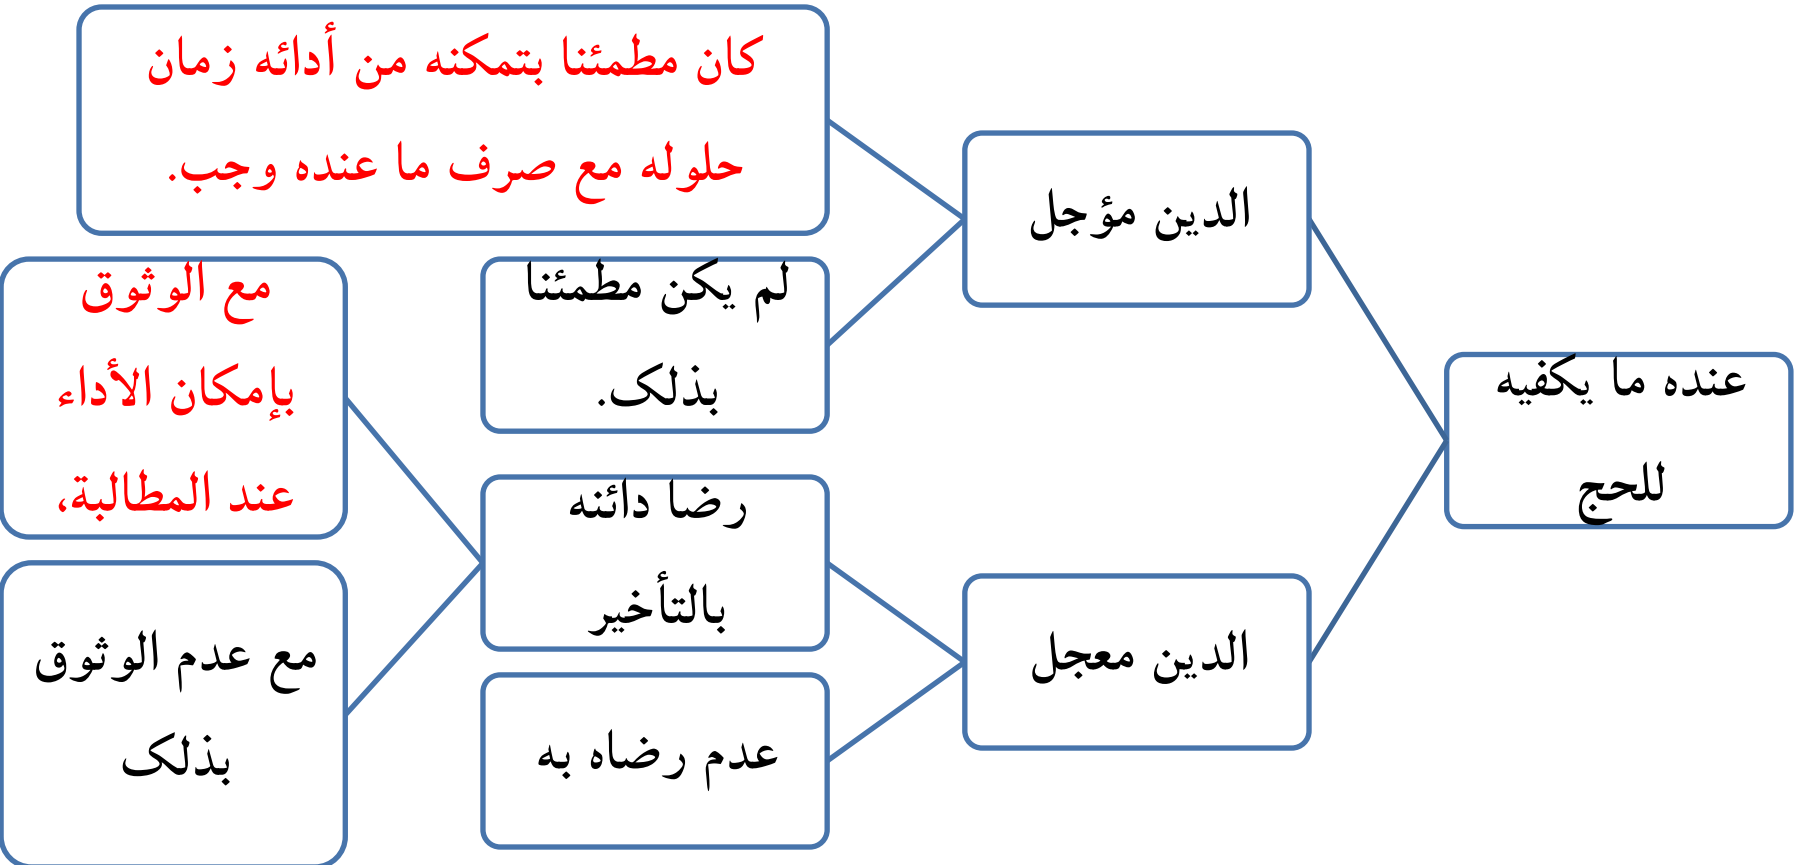 عنده ما يكفيه
للحج
الدين مؤجل
كان مطمئنا بتمكنه من أدائه زمان
حلوله مع صرف ما عنده وجب.
لم يكن مطمئنا
بذلک.
الدين معجل
رضا دائنه
بالتأخير
مع الوثوق
بإمكان الأداء
عند المطالبة،
مع عدم الوثوق
بذلک
عدم رضاه به